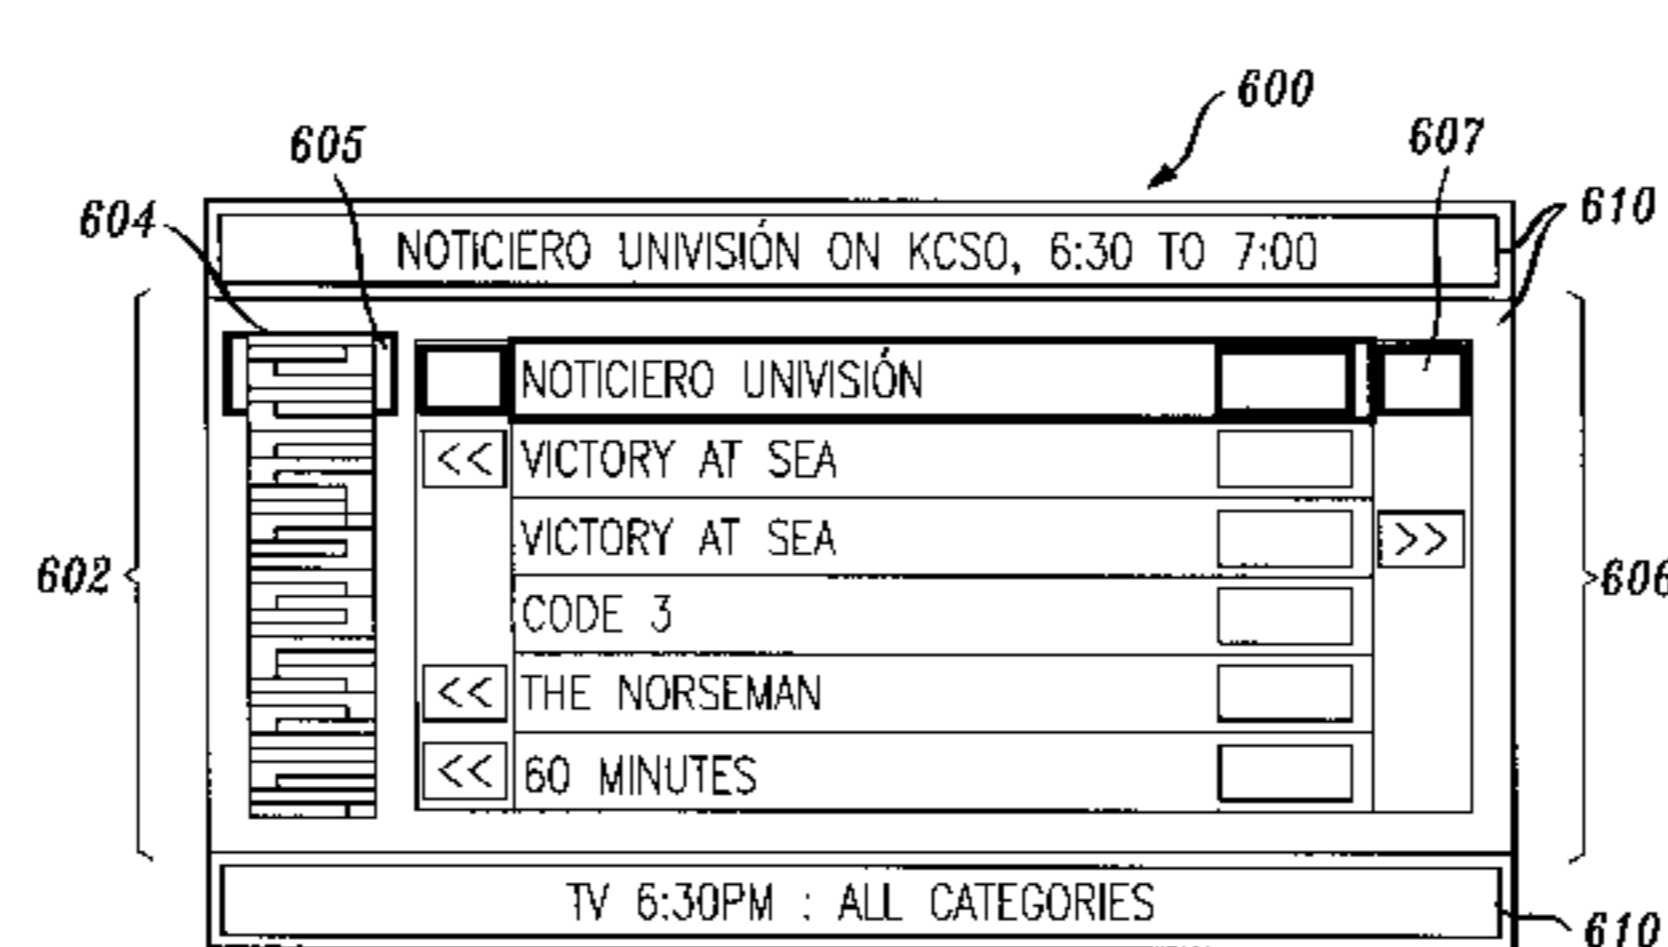 600
605
607
604
610
NOTICIERO UNIVISIÓN ON KCSO, 6:30 TO 7:00
NOTICIERO UNIVISIÓN
<< VICTORY AT SEA
VICTORY AT SEA >>
602
606
CODE 3
<< THE NORSEMAN
<< 60 MINUTES
TV 6:30PM : ALL CATEGORIES
610